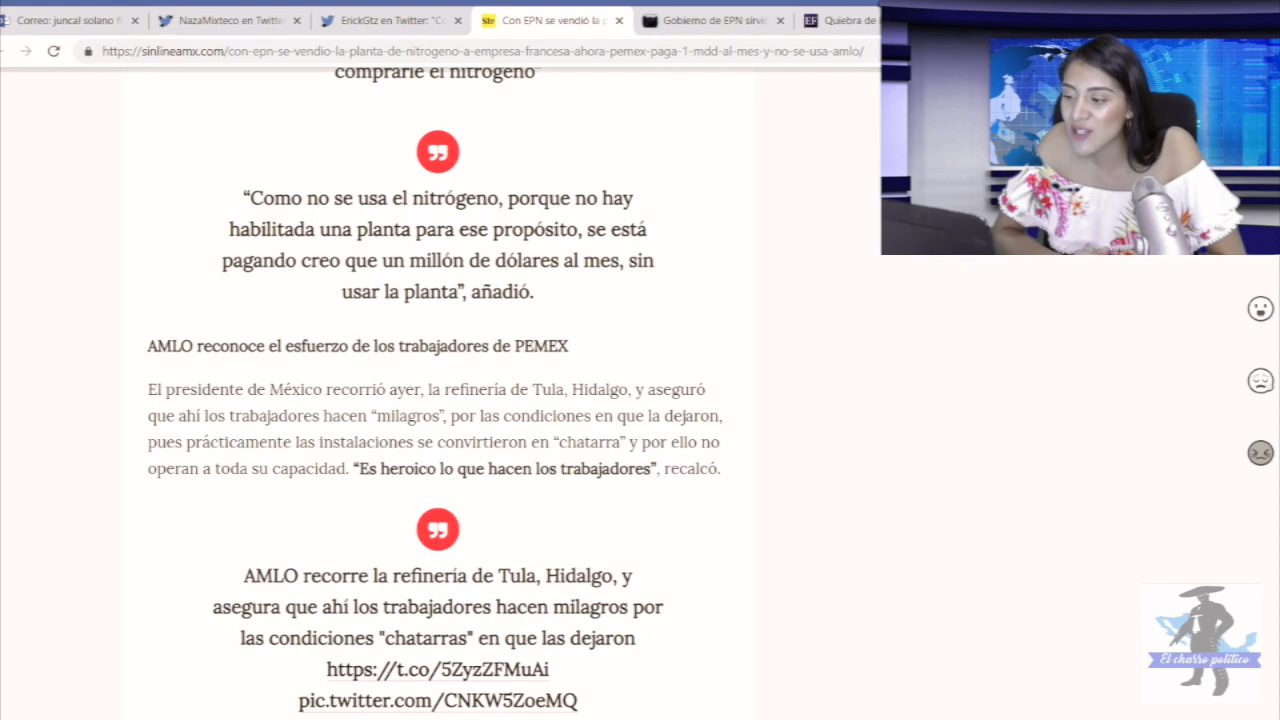 Correo: juncal solano f
NazaMixteco en Twitte
ErickGtz en Twitter: "Co
Con EPN se vendió la p
Gobierno de EPN sirvió
EF Quiebra de
https://sinlineamx.com/con-epn-se-vendio-la-planta-de-nitrogeno-a-empresa-francesa-ahora-pemex-paga-1-mdd-al-mes-y-no-se-usa-amlo/
comprarle el nitrógeno"
“Como no se usa el nitrógeno, porque no hay
habilitada una planta para ese propósito, se está
pagando creo que un millón de dólares al mes, sin
usar la planta”, añadió.
AMLO reconoce el esfuerzo de los trabajadores de PEMEX
El presidente de México recorrió ayer, la refinería de Tula, Hidalgo, y aseguró
que ahí los trabajadores hacen “milagros”, por las condiciones en que la dejaron,
pues prácticamente las instalaciones se convirtieron en “chatarra” y por ello no
operan a toda su capacidad. “Es heroico lo que hacen los trabajadores”, recalcó.
AMLO recorre la refinería de Tula, Hidalgo, y
asegura que ahí los trabajadores hacen milagros por
las condiciones "chatarras" en que las dejaron
https://t.co/5ZyzZFMuAi
pic.twitter.com/CNKW5ZoeMQ
El charro político